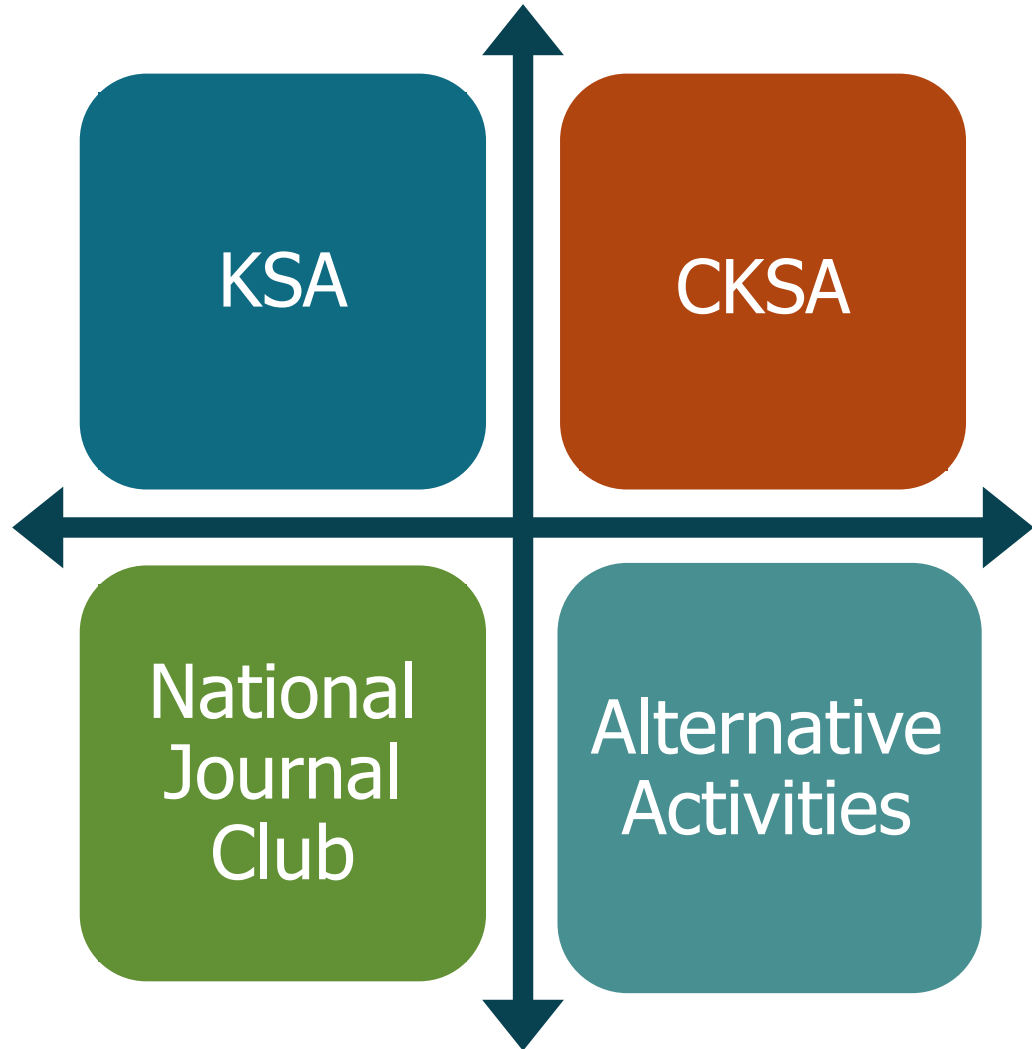 KSA
CKSA
National
Journal
Club
Alternative
Activities